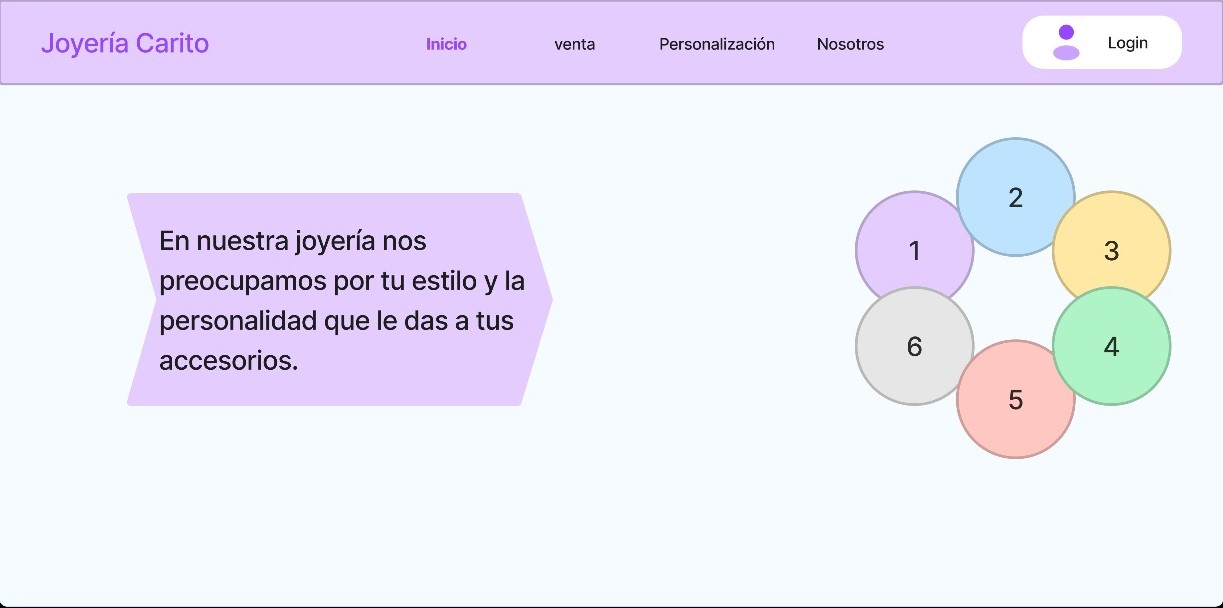 Joyería Carito
Inicio
venta
Personalización
Nosotros
Login
En nuestra joyería nos
preocupamos por tu estilo y la
personalidad que le das a tus
accesorios.
1
2
3
4
5
6